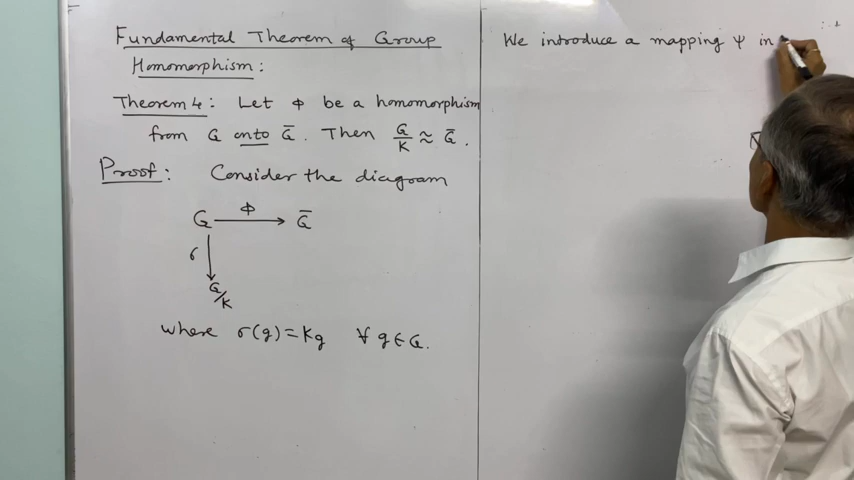 Fundamental Theorem of Group
Homomorphism:
Theorem 4: Let Φ be a homomorphism
from G onto Ḡ. Then G/K ≈ Ḡ.
Proof: Consider the diagram
G Φ Ḡ
σ
G/K
where σ(g) = Kg ∀ g ∈ G.
We introduce a mapping ψ in